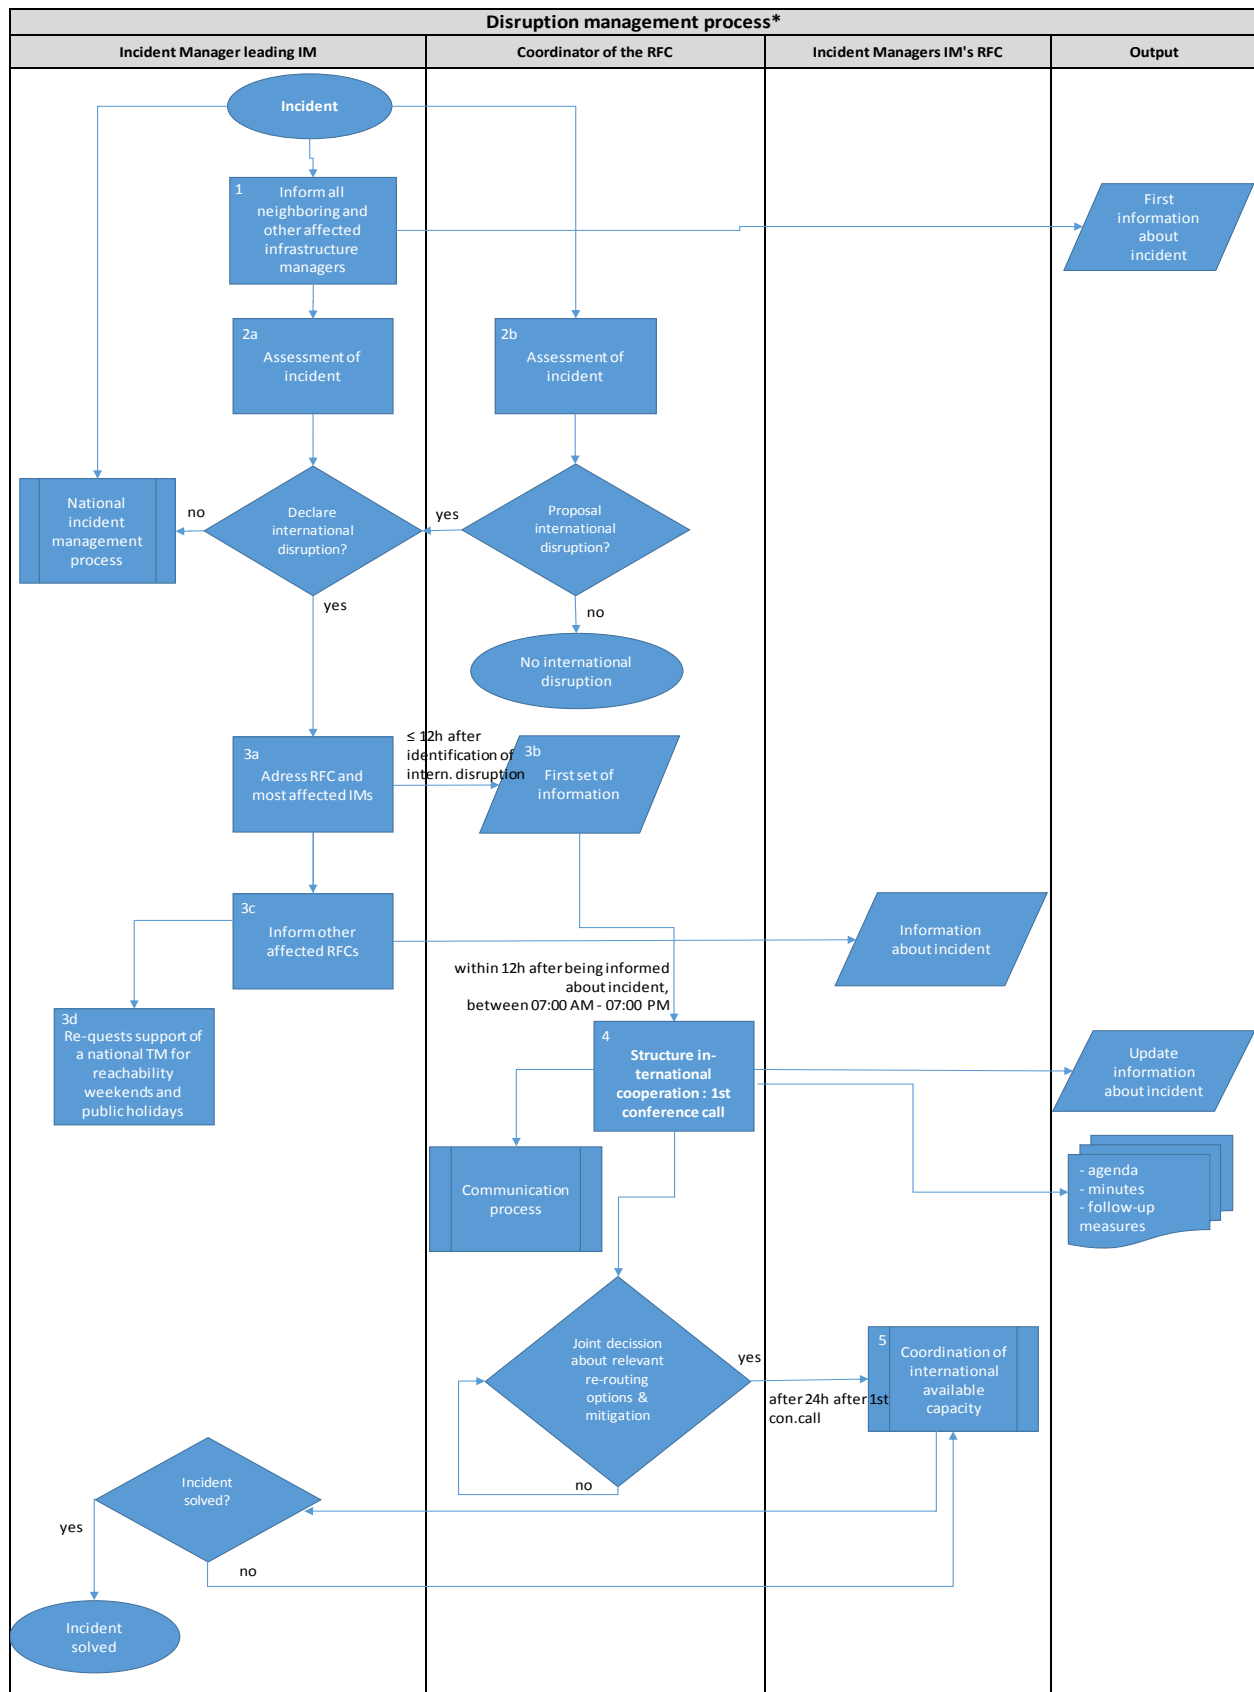 Disruption management process*
Incident Manager leading IM
Coordinator of the RFC
Incident Managers IM's RFC
Output
Incident
1
Inform all
neighboring and
other affected
infrastructure
managers
First
information
about
incident
2a
Assessment of
incident
2b
Assessment of
incident
National
incident
management
process
no
Declare
international
disruption?
yes
Proposal
international
disruption?
yes
no
No international
disruption
3a
Adress RFC and
most affected IMs
≤ 12h after
identification of
intern. disruption
3b
First set of
information
3c
Inform other
affected RFCs
Information
about incident
within 12h after being informed
about incident,
between 07:00 AM - 07:00 PM
3d
Re-quests support of
a national TM for
reachability
weekends and
public holidays
4
Structure in-
ternational
cooperation : 1st
conference call
Update
information
about incident
Communication
process
- agenda
- minutes
- follow-up
measures
Joint decission
about relevant
re-routing
options &
mitigation
yes
after 24h after 1st
con.call
5
Coordination of
international
available
capacity
no
Incident
solved?
yes
no
Incident
solved